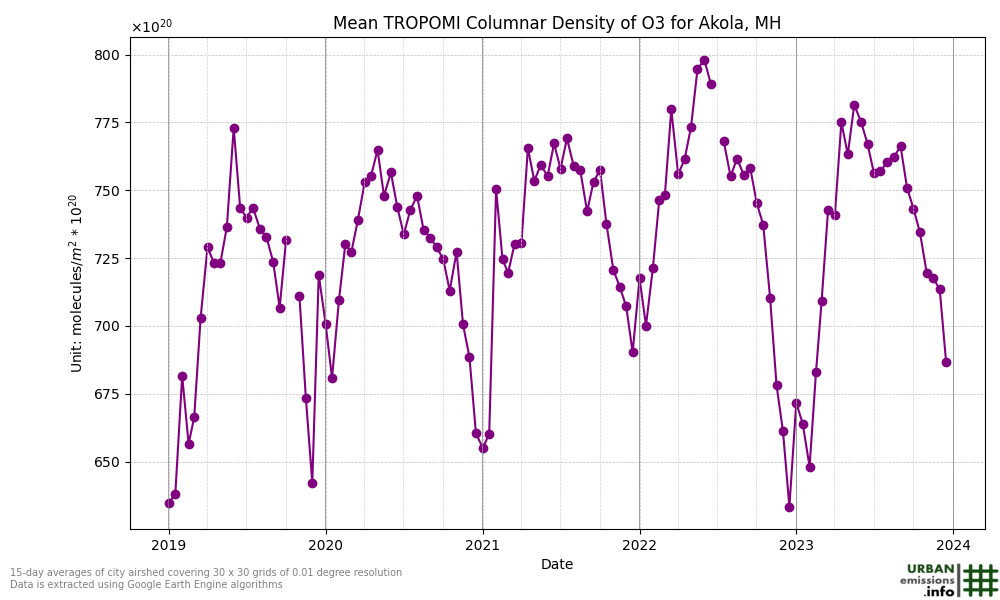 Mean TROPOMI Columnar Density of O3 for Akola, MH
×10²⁰
800
775
750
725
700
675
650
Unit: molecules/m² * 10²⁰
2019 2020 2021 2022 2023 2024
Date
15-day averages of city airshed covering 30 x 30 grids of 0.01 degree resolution
Data is extracted using Google Earth Engine algorithms
URBAN
emissions
.info